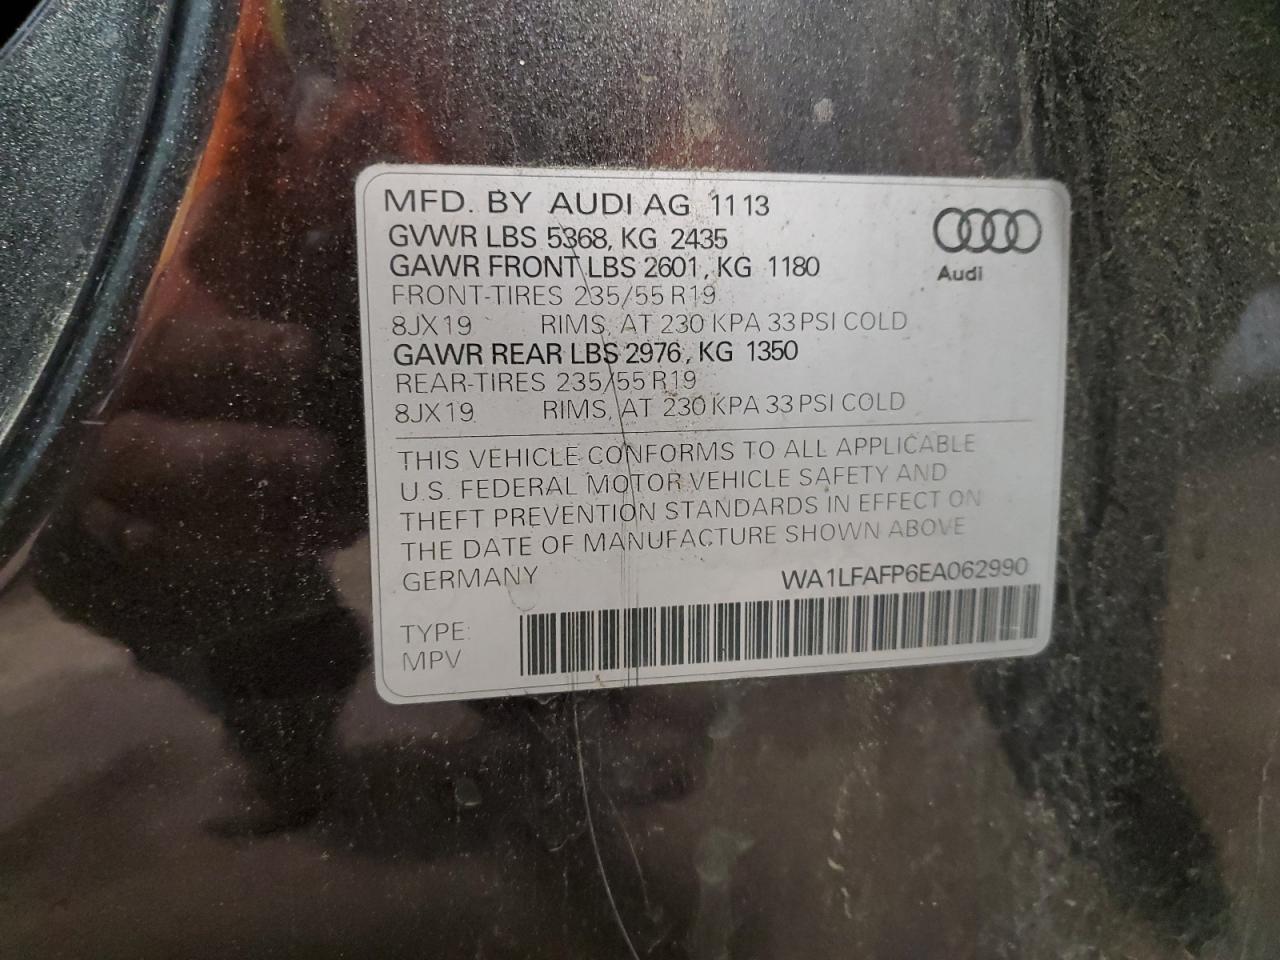 MFD. BY AUDI AG 11 13
GVWR LBS 5368, KG 2435
GAWR FRONT LBS 2601, KG 1180
FRONT-TIRES 235/55 R19
8JX19 RIMS, AT 230 KPA 33 PSI COLD
GAWR REAR LBS 2976, KG 1350
REAR-TIRES 235/55 R19
8JX19 RIMS, AT 230 KPA 33 PSI COLD
Audi
THIS VEHICLE CONFORMS TO ALL APPLICABLE
U.S. FEDERAL MOTOR VEHICLE SAFETY AND
THEFT PREVENTION STANDARDS IN EFFECT ON
THE DATE OF MANUFACTURE SHOWN ABOVE
GERMANY WA1LFAFP6EA062990
TYPE:
MPV